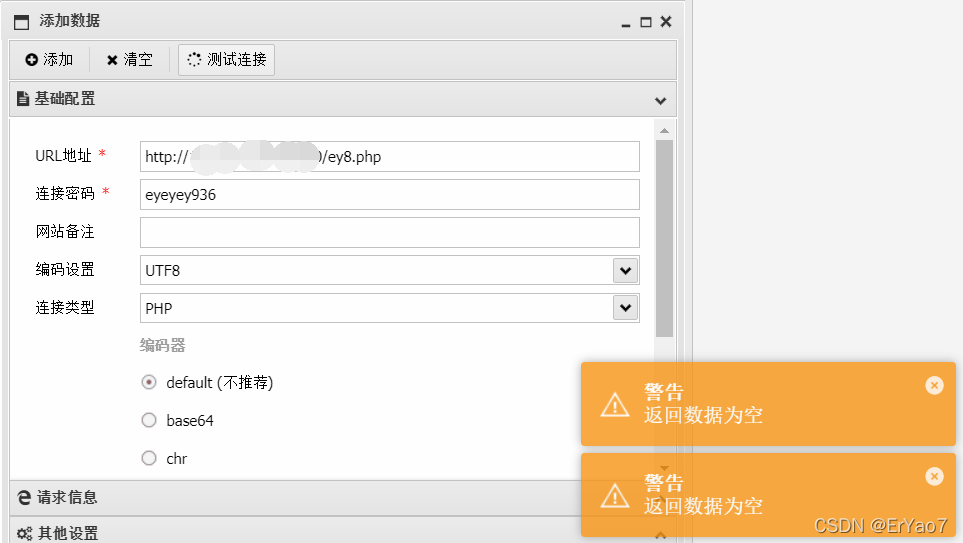 添加数据
添加 清空 测试连接
基础配置
URL地址 * http:// /ey8.php
连接密码 * eyeyey936
网站备注
编码设置 UTF8
连接类型 PHP
编码器
default (不推荐)
base64
chr
请求信息
其他设置
警告
返回数据为空
警告
返回数据为空
CSDN @ErYao7